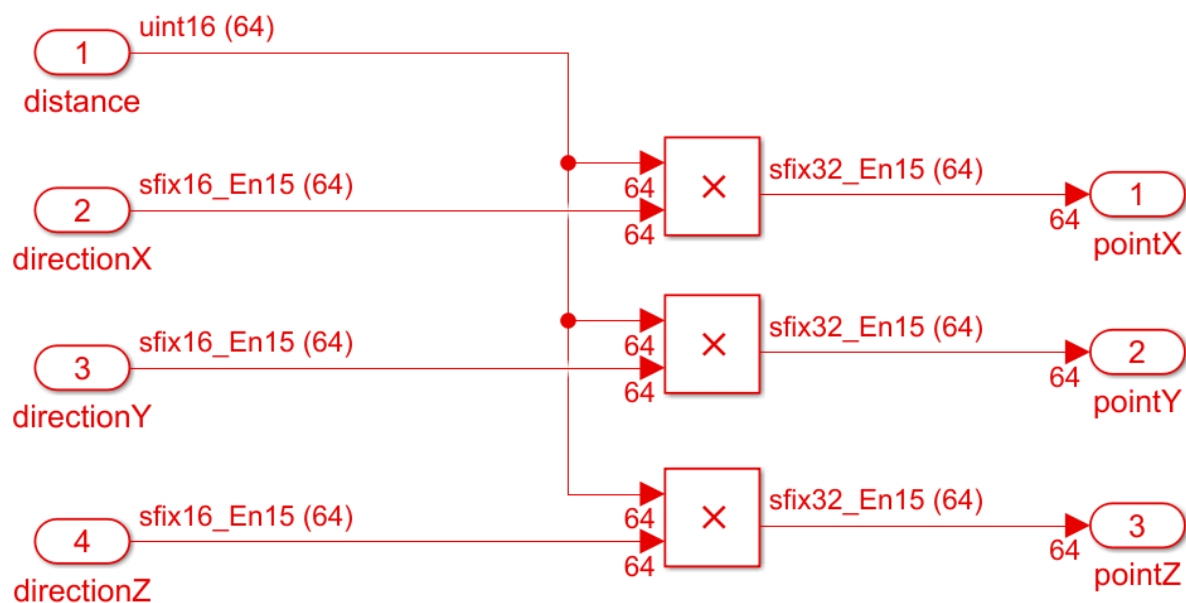 uint16 (64)
1
distance
sfix16_En15 (64)
2
directionX
64
64
×
sfix32_En15 (64)
64
1
pointX
sfix16_En15 (64)
3
directionY
64
64
×
sfix32_En15 (64)
64
2
pointY
sfix16_En15 (64)
4
directionZ
64
64
×
sfix32_En15 (64)
64
3
pointZ